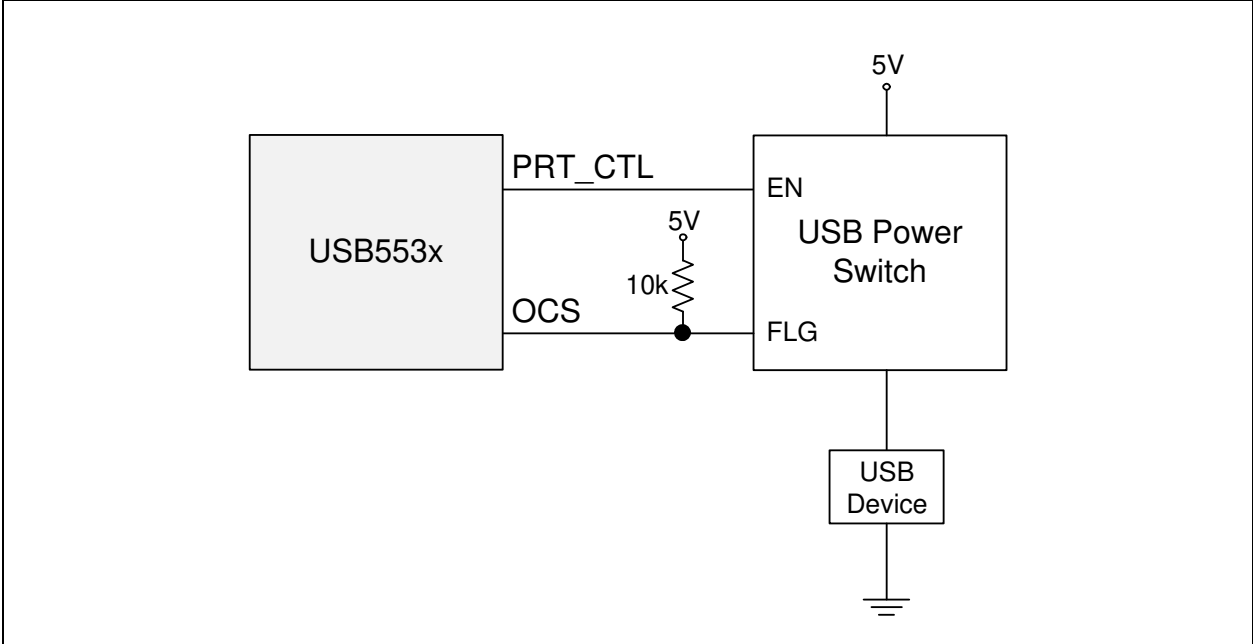 5V
PRT_CTL
EN
5V
USB553x
USB Power
Switch
10k
OCS
FLG
USB
Device